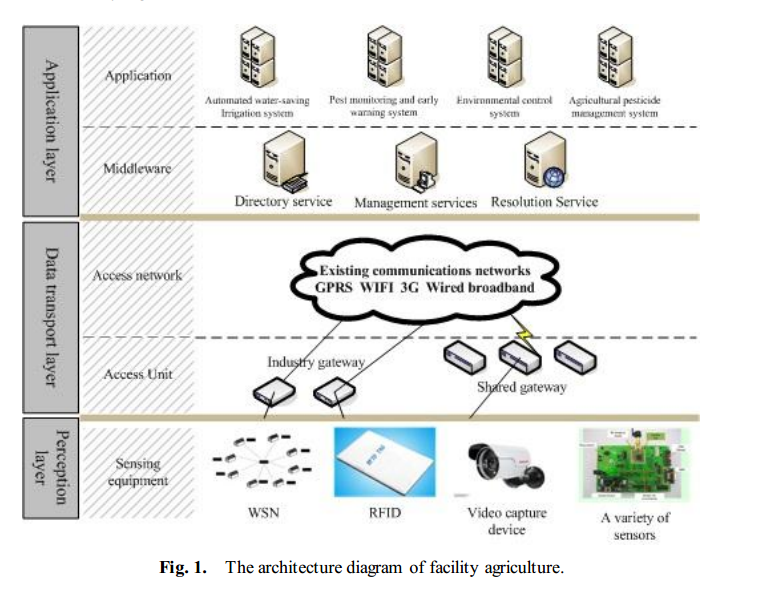 Application layer
Application
Automated water-saving
Irrigation system
Pest monitoring and early
warning system
Environmental control
system
Agricultural pesticide
management system
Middleware
Directory service
Management services
Resolution Service
Data transport layer
Access network
Existing communications networks
GPRS WIFI 3G Wired broadband
Access Unit
Industry gateway
Shared gateway
Perception
layer
Sensing
equipment
WSN
RFID
Video capture
device
A variety of
sensors
Fig. 1. The architecture diagram of facility agriculture.